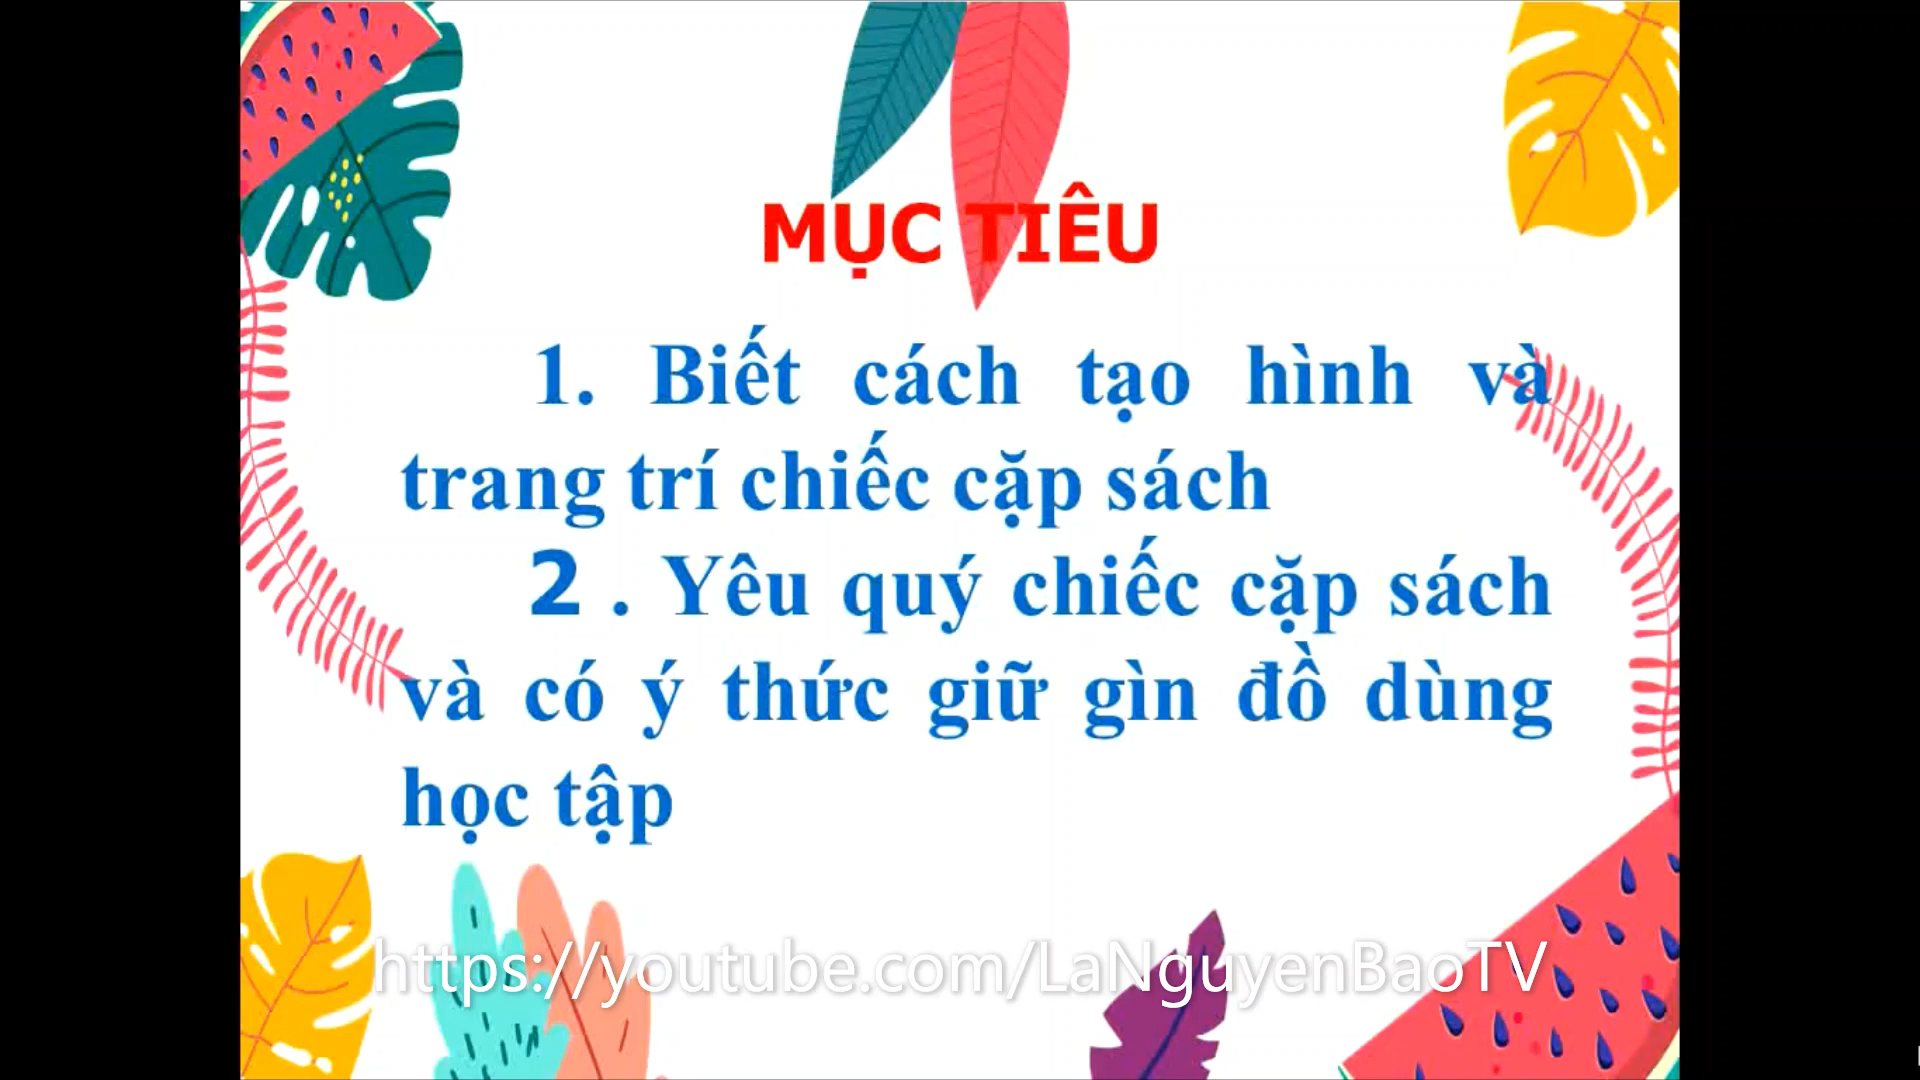 MỤC TIÊU
1. Biết cách tạo hình và
trang trí chiếc cặp sách
2 . Yêu quý chiếc cặp sách
và có ý thức giữ gìn đồ dùng
học tập
https://youtube.com/LaNguyenBaoTV